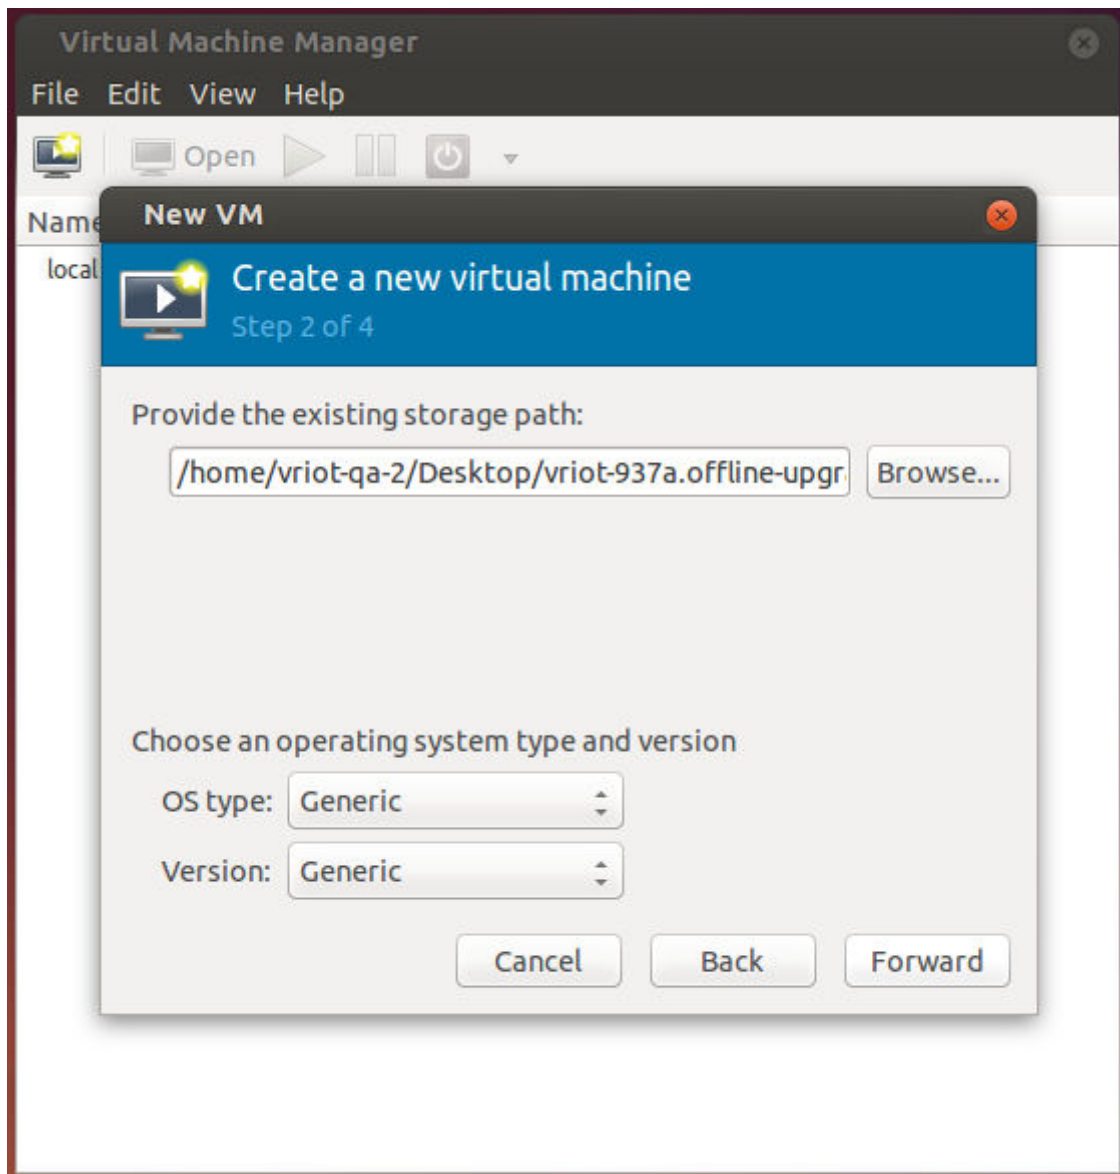 Virtual Machine Manager
File Edit View Help
Open
Name
local
New VM
Create a new virtual machine
Step 2 of 4
Provide the existing storage path:
/home/vriot-qa-2/Desktop/vriot-937a.offline-upgr
Browse...
Choose an operating system type and version
OS type: Generic
Version: Generic
Cancel Back Forward